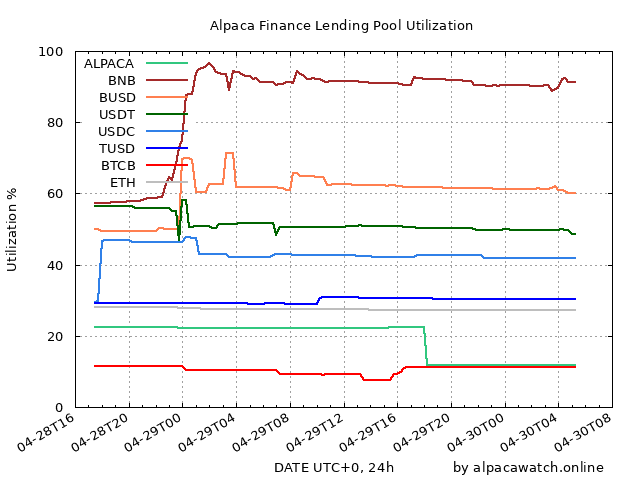 Alpaca Finance Lending Pool Utilization
100
80
60
40
20
0
Utilization %
ALPACA
BNB
BUSD
USDT
USDC
TUSD
BTCB
ETH
04-28T16
04-28T20
04-29T00
04-29T04
04-29T08
04-29T12
04-29T16
04-29T20
04-30T00
04-30T04
04-30T08
DATE UTC+0, 24h
by alpacawatch.online